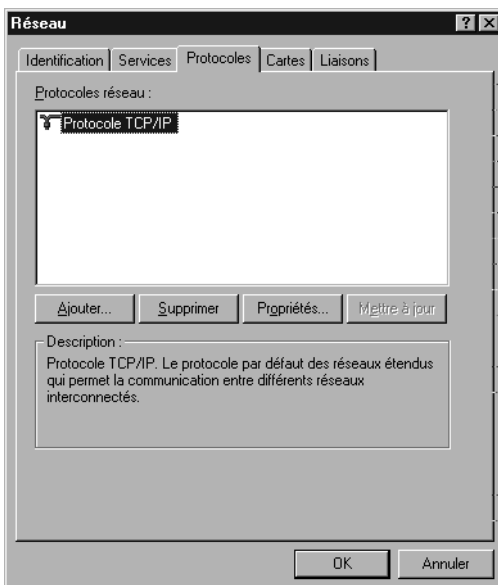 Réseau
Identification Services Protocoles Cartes Liaisons
Protocoles réseau :
Protocole TCP/IP
Ajouter... Supprimer Propriétés... Mettre à jour
Description :
Protocole TCP/IP. Le protocole par défaut des réseaux étendus
qui permet la communication entre différents réseaux
interconnectés.
OK Annuler